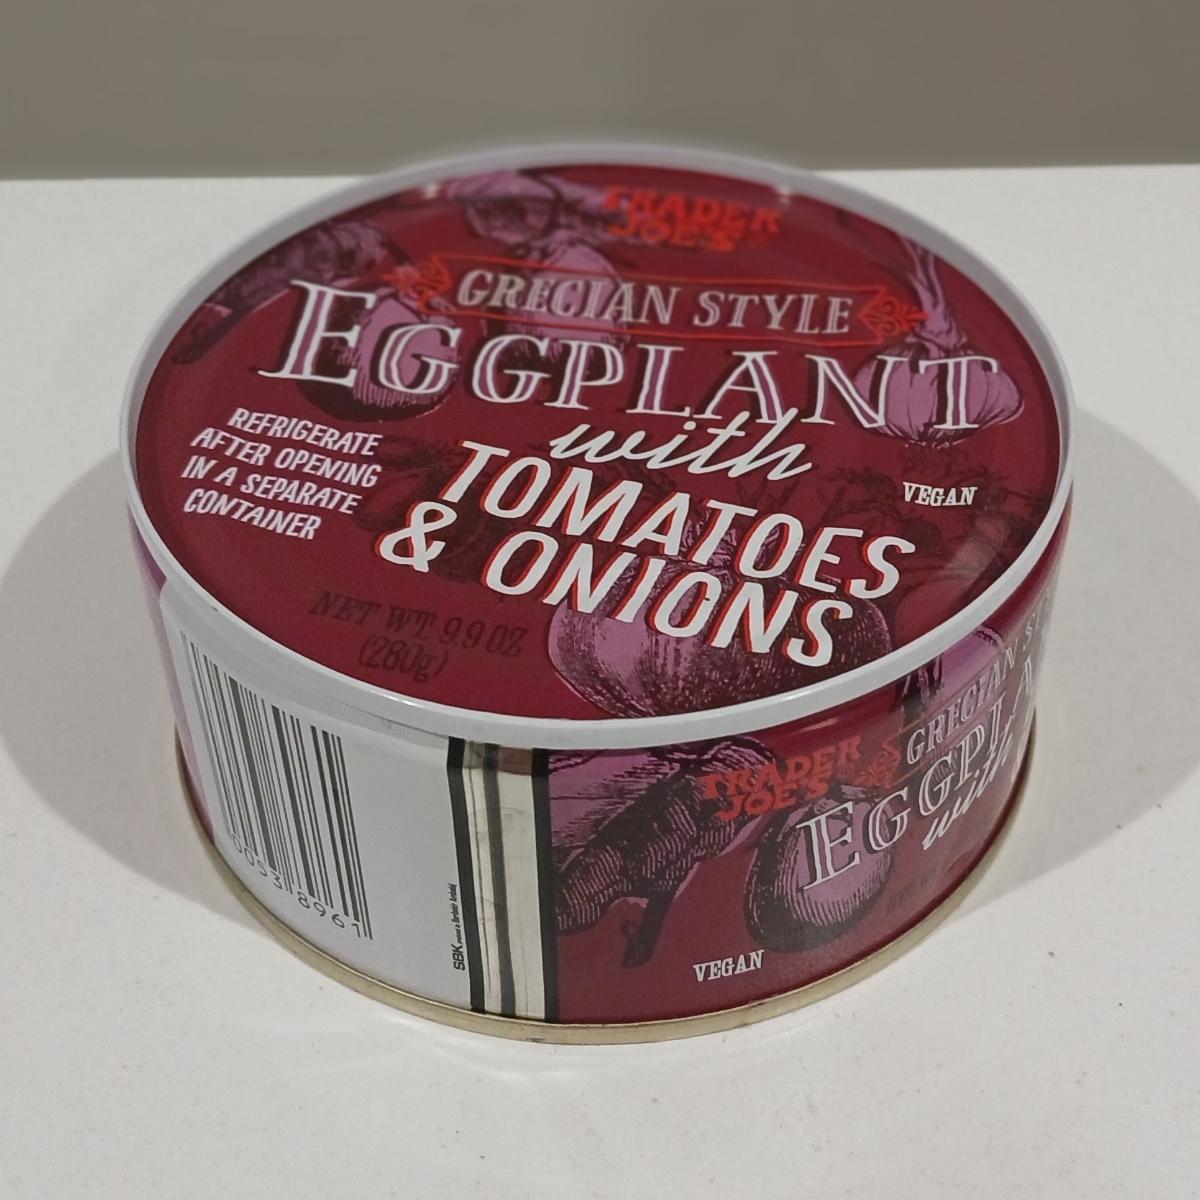 TRADER
JOE'S
GRECIAN STYLE
EGGPLANT
with
TOMATOES
& ONIONS
REFRIGERATE
AFTER OPENING
IN A SEPARATE
CONTAINER
VEGAN
NET WT. 9.9 OZ
(280g)
TRADER
JOE'S
GRECIAN
EGGPLA
with
VEGAN
SBK